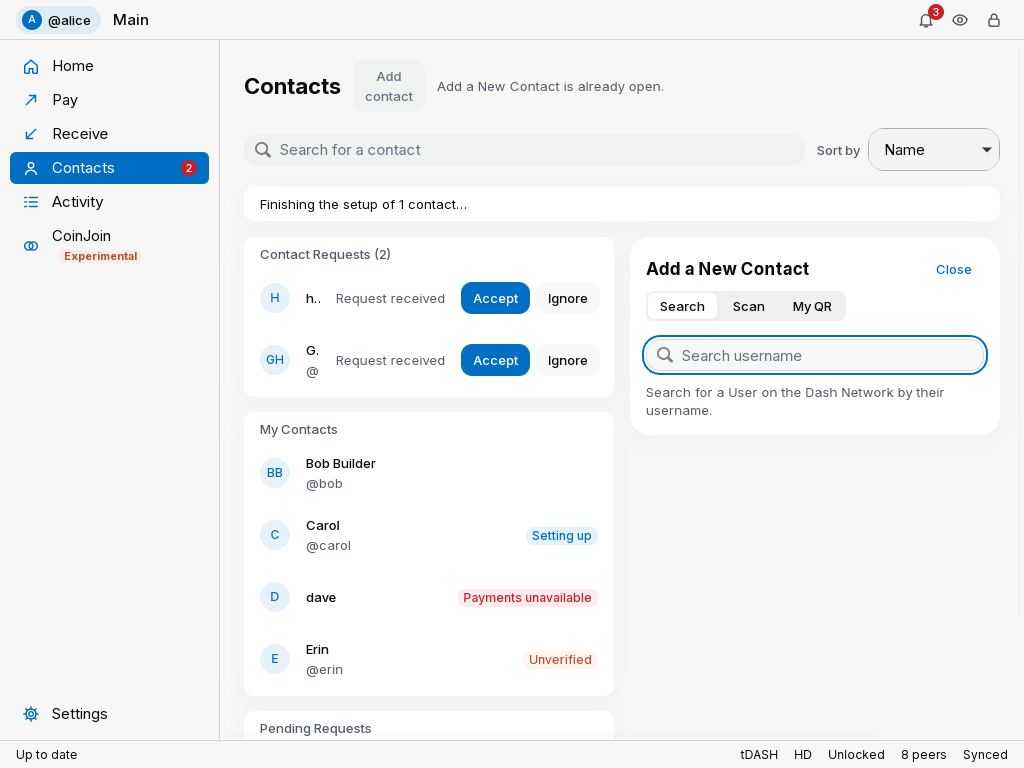 A @alice Main 3
Home
Pay
Receive
Contacts 2
Activity
CoinJoin
Experimental
Settings
Contacts
Add contact
Add a New Contact is already open.
Search for a contact
Sort by Name
Finishing the setup of 1 contact…
Contact Requests (2)
H h.. Request received Accept Ignore
GH G. Request received Accept Ignore
@
My Contacts
BB Bob Builder
@bob
C Carol Setting up
@carol
D dave Payments unavailable
E Erin Unverified
@erin
Pending Requests
Add a New Contact Close
Search Scan My QR
Search username
Search for a User on the Dash Network by their
username.
Up to date tDASH HD Unlocked 8 peers Synced